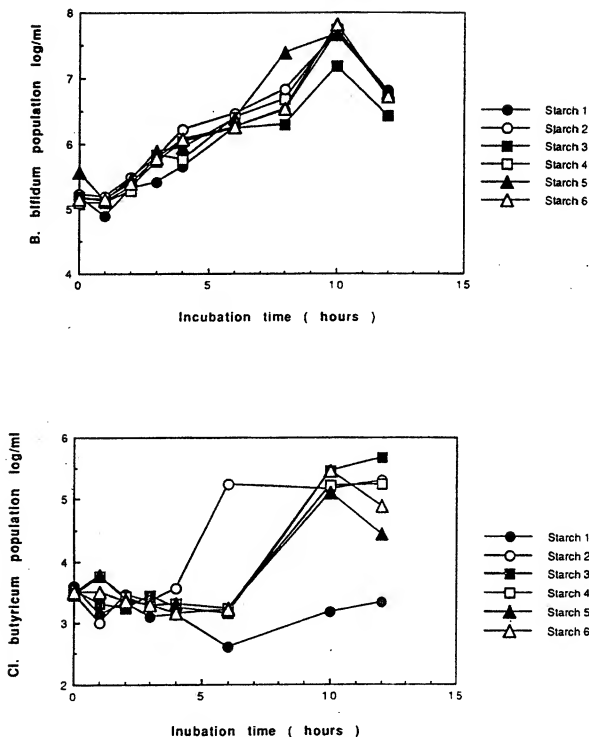 B. bifidum population log/ml
8
7
6
5
4
0
5
10
15
Incubation time ( hours )
Starch 1
Starch 2
Starch 3
Starch 4
Starch 5
Starch 6
Cl. butyricum population log/ml
6
5
4
3
2
0
5
10
15
Inubation time ( hours )
Starch 1
Starch 2
Starch 3
Starch 4
Starch 5
Starch 6